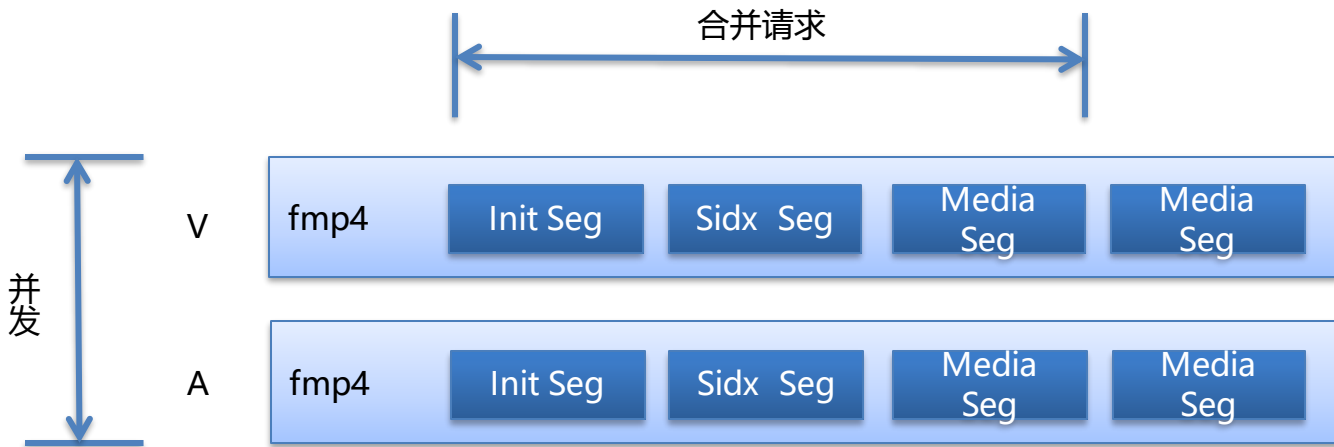 合并请求
V
fmp4
Init Seg
Sidx Seg
Media
Seg
Media
Seg
并
发
A
fmp4
Init Seg
Sidx Seg
Media
Seg
Media
Seg